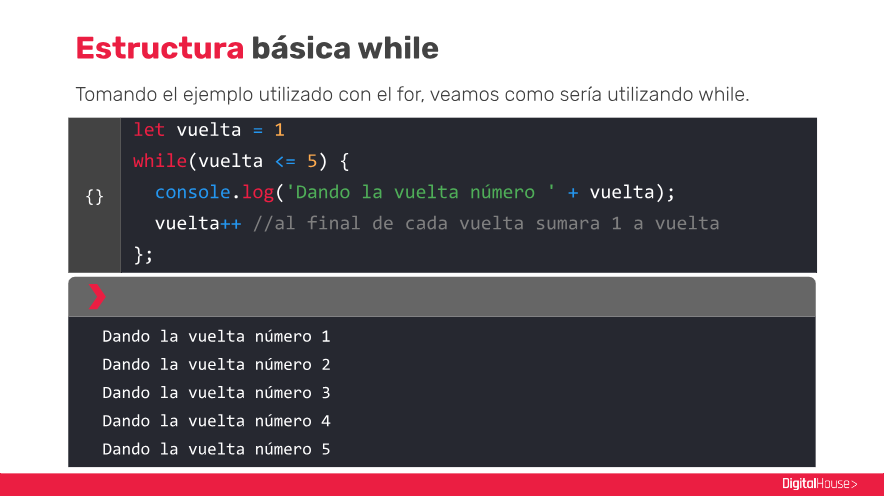 Estructura básica while
Tomando el ejemplo utilizado con el for, veamos como sería utilizando while.
{}
let vuelta = 1
while(vuelta <= 5) {
  console.log('Dando la vuelta número ' + vuelta);
  vuelta++ //al final de cada vuelta sumara 1 a vuelta
};
Dando la vuelta número 1
Dando la vuelta número 2
Dando la vuelta número 3
Dando la vuelta número 4
Dando la vuelta número 5
DigitalHouse>